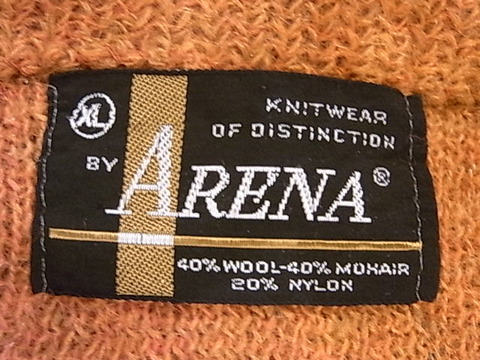 XL
KNITWEAR
OF DISTINCTION
BY ARENA®
40% WOOL-40% MOHAIR
20% NYLON